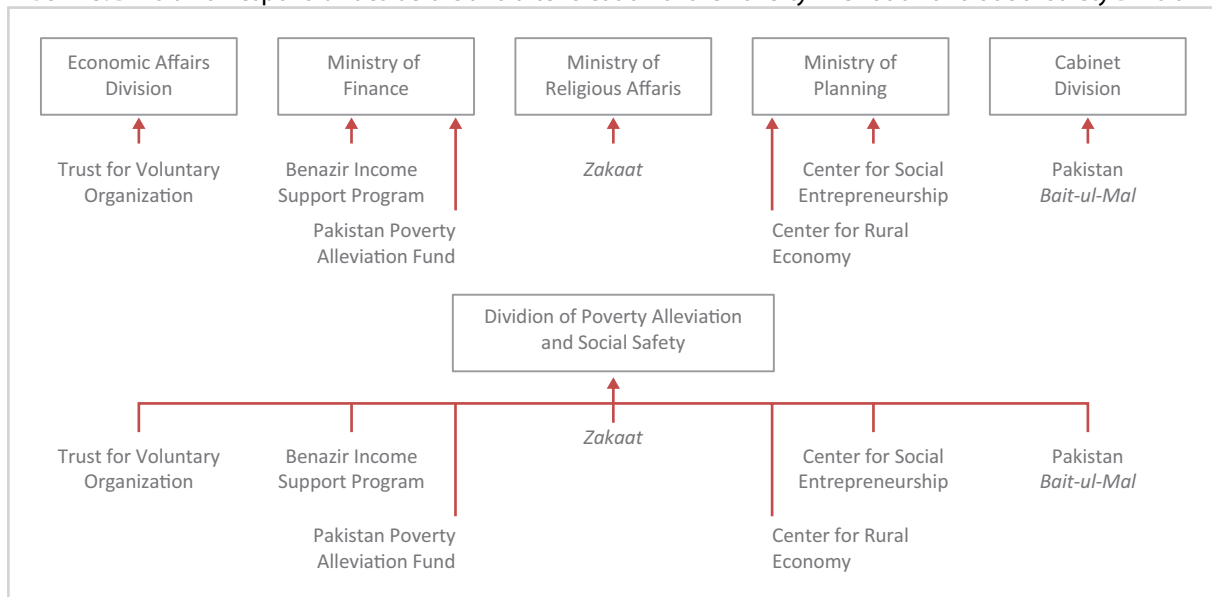 Economic Affairs
Division
Ministry of
Finance
Ministry of
Religious Affaris
Ministry of
Planning
Cabinet
Division
Trust for Voluntary
Organization
Benazir Income
Support Program
Zakaat
Center for Social
Entrepreneurship
Pakistan
Bait-ul-Mal
Pakistan Poverty
Alleviation Fund
Center for Rural
Economy
Dividion of Poverty Alleviation
and Social Safety
Zakaat
Trust for Voluntary
Organization
Benazir Income
Support Program
Center for Social
Entrepreneurship
Pakistan
Bait-ul-Mal
Pakistan Poverty
Alleviation Fund
Center for Rural
Economy